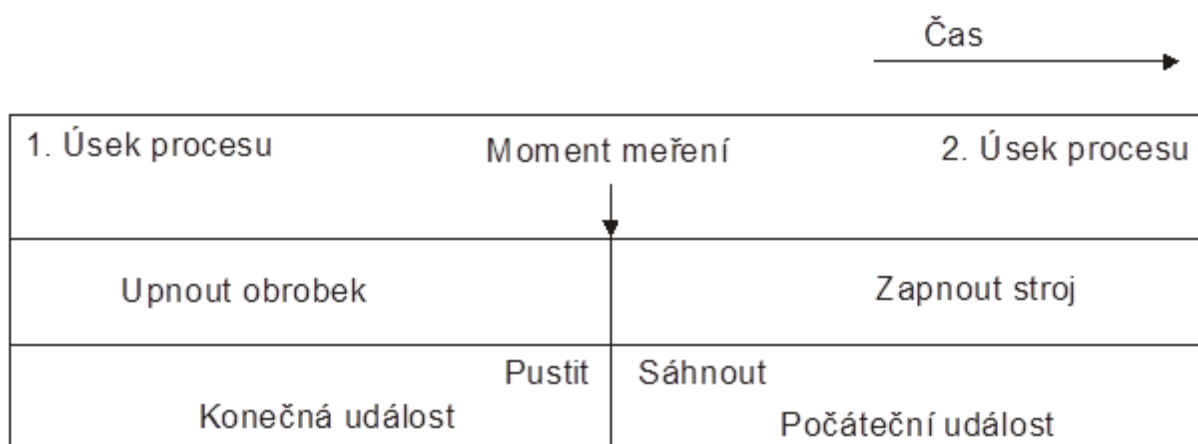 Čas
1. Úsek procesu Moment meření 2. Úsek procesu
Upnout obrobek Zapnout stroj
Pustit Sáhnout
Konečná událost Počáteční událost